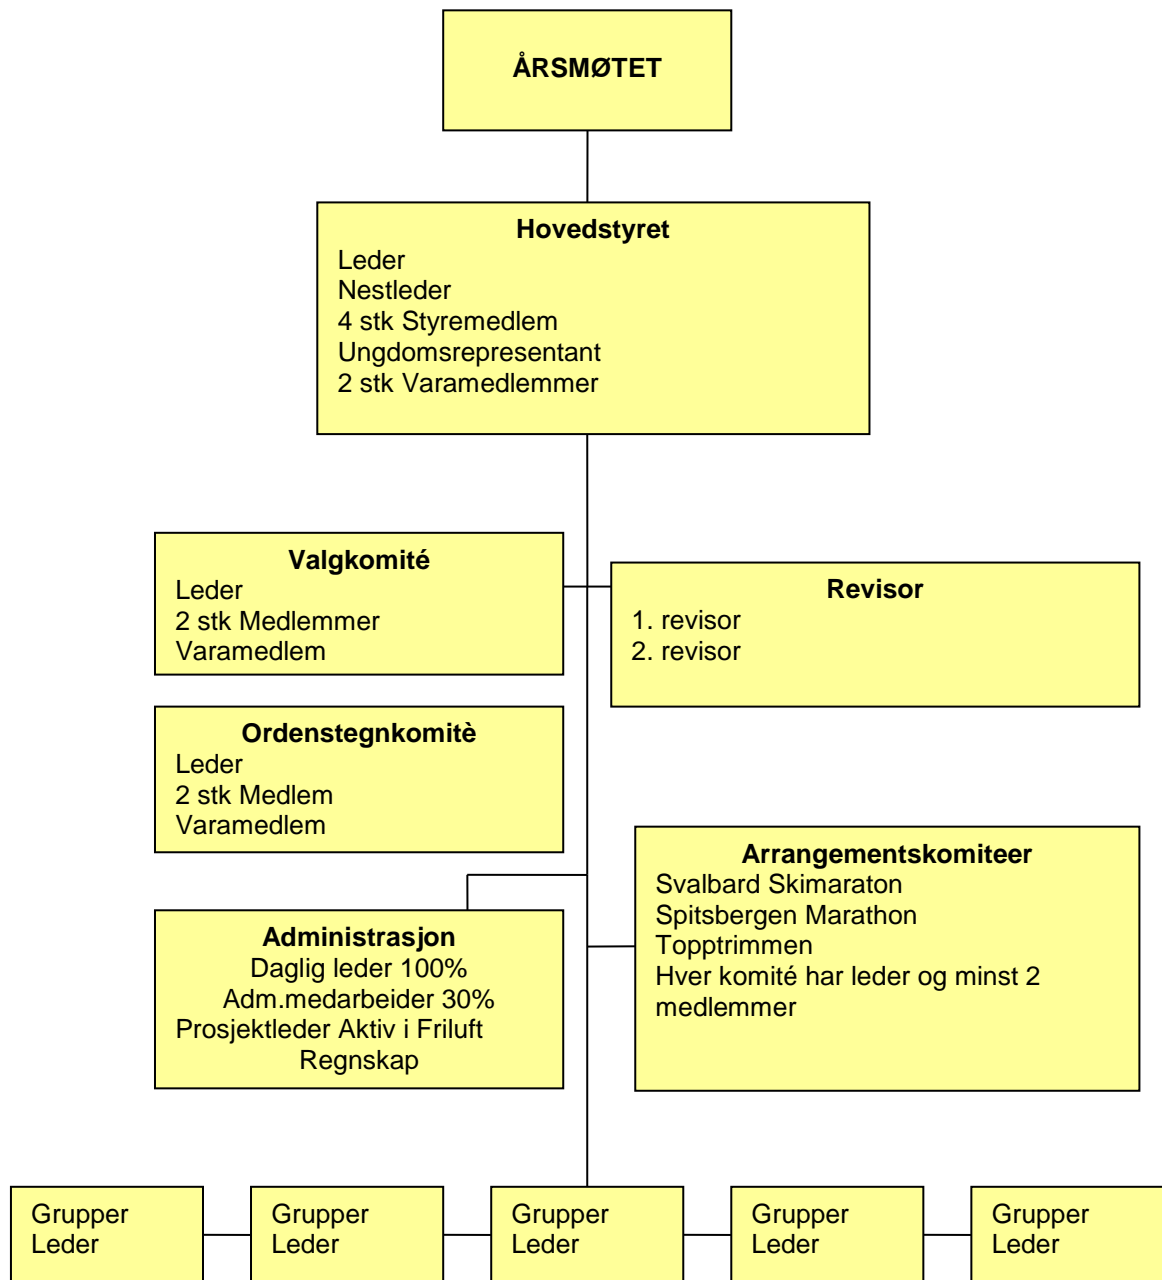 ÅRSMØTET
Hovedstyret
Leder
Nestleder
4 stk Styremedlem
Ungdomsrepresentant
2 stk Varamedlemmer
Valgkomité
Leder
2 stk Medlemmer
Varamedlem
Revisor
1. revisor
2. revisor
Ordenstegnkomitè
Leder
2 stk Medlem
Varamedlem
Arrangementskomiteer
Svalbard Skimaraton
Spitsbergen Marathon
Topptrimmen
Hver komité har leder og minst 2
medlemmer
Administrasjon
Daglig leder 100%
Adm.medarbeider 30%
Prosjektleder Aktiv i Friluft
Regnskap
Grupper
Leder
Grupper
Leder
Grupper
Leder
Grupper
Leder
Grupper
Leder